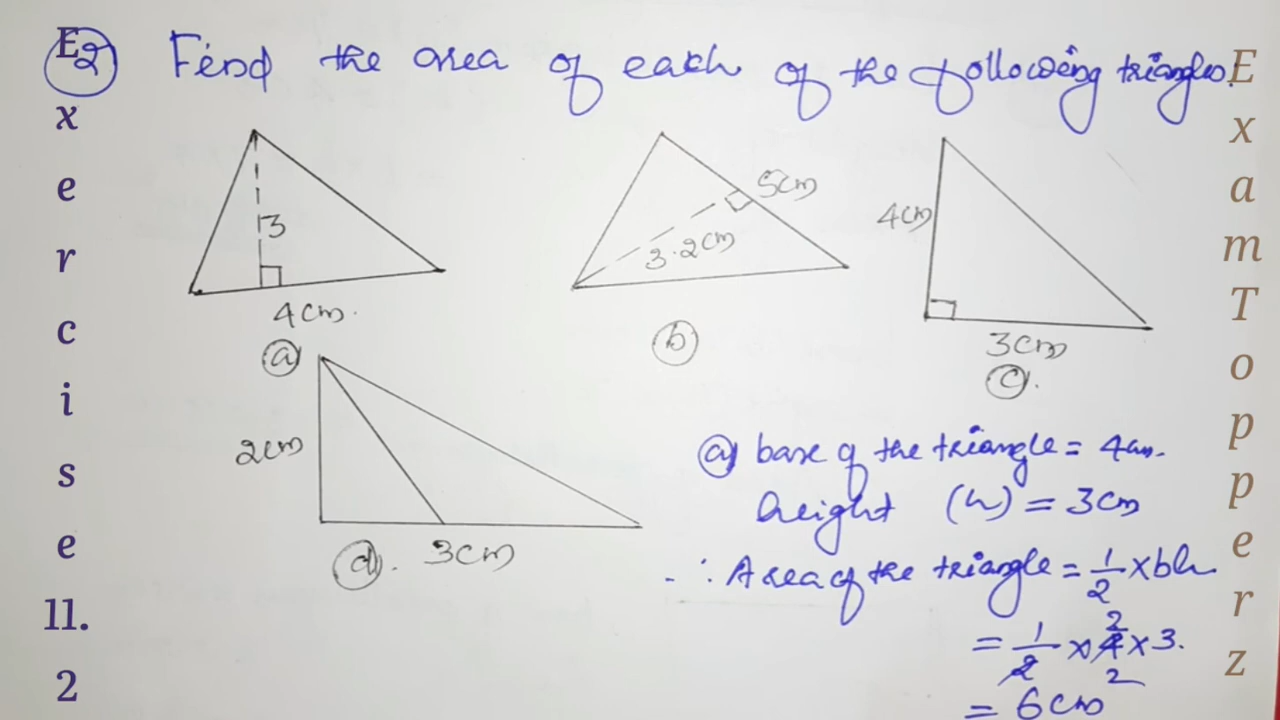 Exercise 11.2
② Find the area of each of the following triangles.
3
4cm.
ⓐ
5cm
3.2cm
ⓑ
4cm
3cm
ⓒ.
2cm
ⓓ. 3cm
ⓐ base of the triangle = 4cm.
height (h) = 3cm
∴ Area of the triangle = 1/2 × bh
= 1/2 × 4 2 × 3.
= 6cm²
ExamTopperz